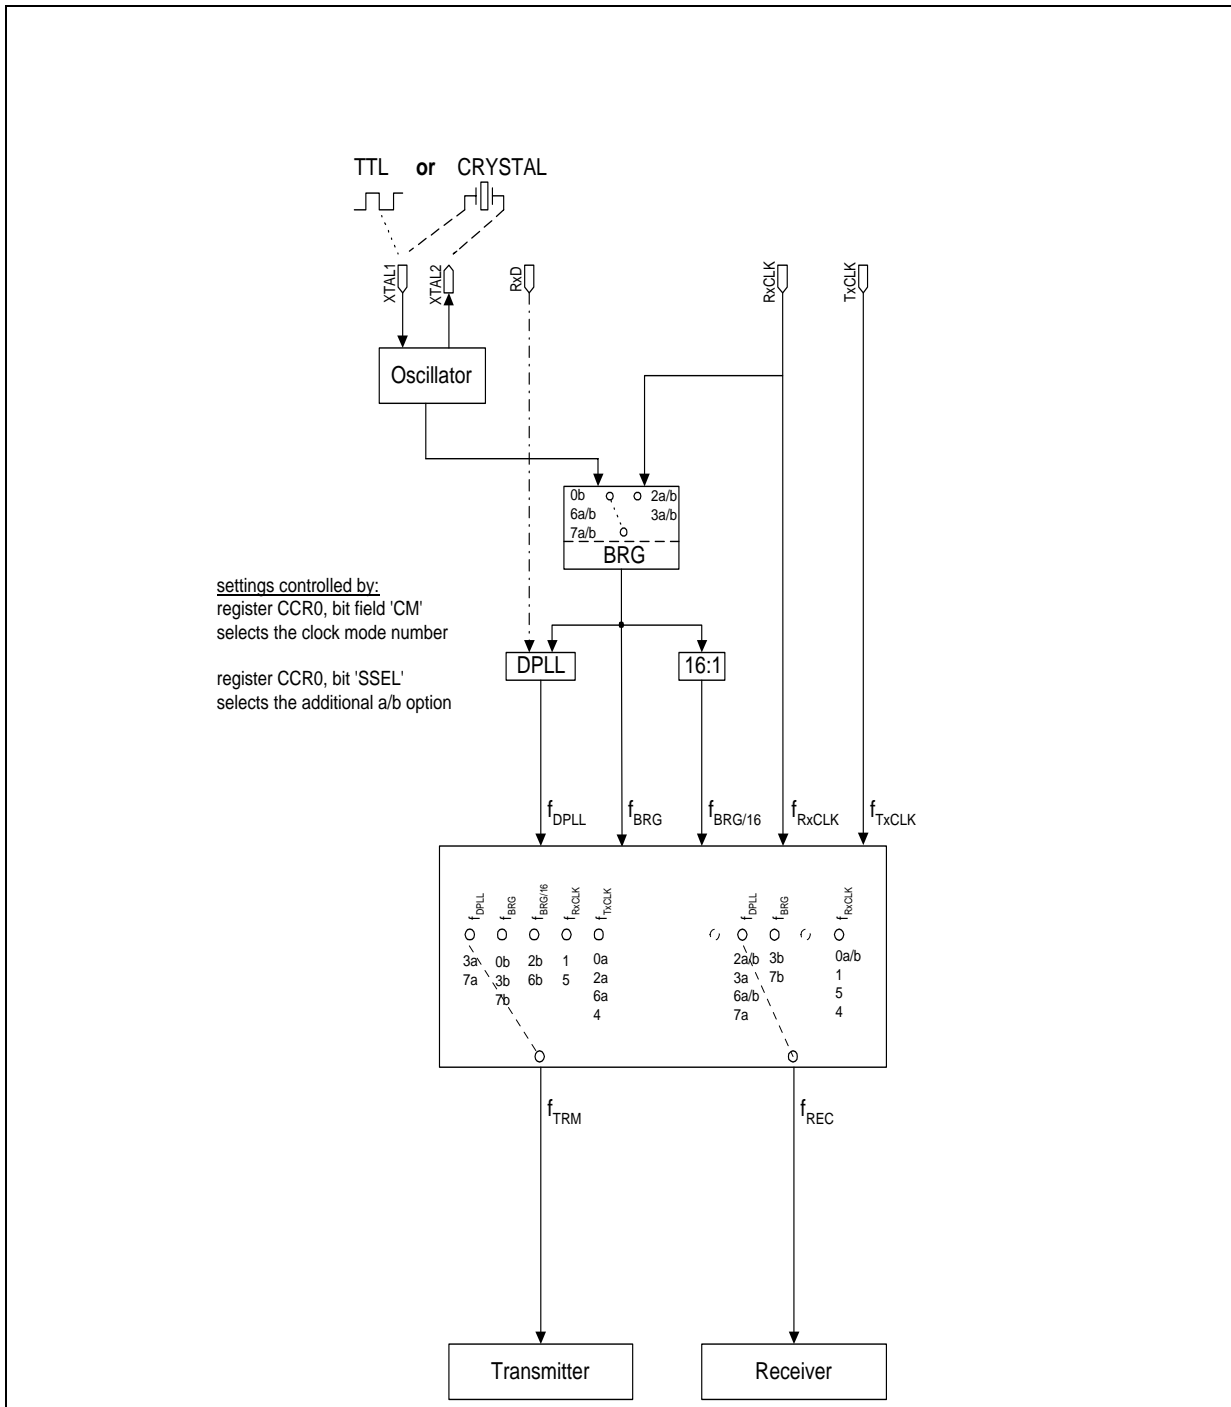 TTL or CRYSTAL
XTAL1
XTAL2
RxD
RxCLK
TxCLK
Oscillator
0b 2a/b
6a/b 3a/b
7a/b
BRG
settings controlled by:
register CCR0, bit field 'CM'
selects the clock mode number
register CCR0, bit 'SSEL'
selects the additional a/b option
DPLL
16:1
fDPLL fBRG fBRG/16 fRxCLK fTxCLK
fDPLL fBRG fBRG/16 fRxCLK fTxCLK
3a 0b 2b 1 0a
7a 3b 6b 5 2a
7b 6a
4
fDPLL fBRG fRxCLK
2a/b 3b 0a/b
3a 7b 1
6a/b 5
7a 4
fTRM
fREC
Transmitter
Receiver